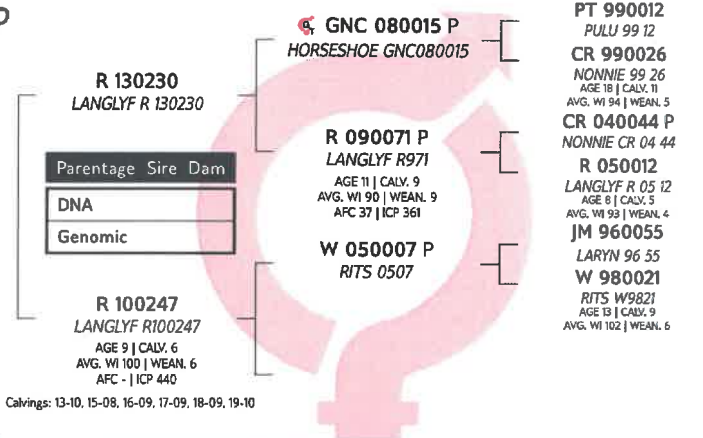 R 130230
LANGLYF R 130230
Parentage Sire Dam
DNA
Genomic
R 100247
LANGLYF R100247
AGE 9 | CALV. 6
AVG. WI 100 | WEAN. 6
AFC - | ICP 440
Calvings: 13-10, 15-08, 16-09, 17-09, 18-09, 19-10
GNC 080015 P
HORSESHOE GNC080015
R 090071 P
LANGLYF R971
AGE 11 | CALV. 9
AVG. WI 90 | WEAN. 9
AFC 37 | ICP 361
W 050007 P
RITS 0507
PT 990012
PULU 99 12
CR 990026
NONNIE 99 26
AGE 18 | CALV. 11
AVG. WI 94 | WEAN. 5
CR 040044 P
NONNIE CR 04 44
R 050012
LANGLYF R 05 12
AGE 8 | CALV. 5
AVG. WI 93 | WEAN. 4
JM 960055
LARYN 96 55
W 980021
RITS W9821
AGE 13 | CALV. 9
AVG. WI 102 | WEAN. 6